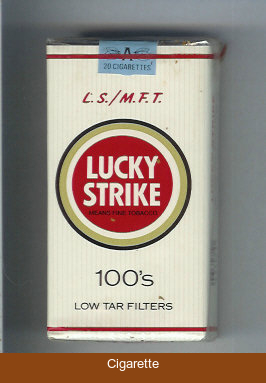 20 CIGARETTES
L.S./M.F.T.
LUCKY
STRIKE
MEANS FINE TOBACCO
100's
LOW TAR FILTERS
Cigarette